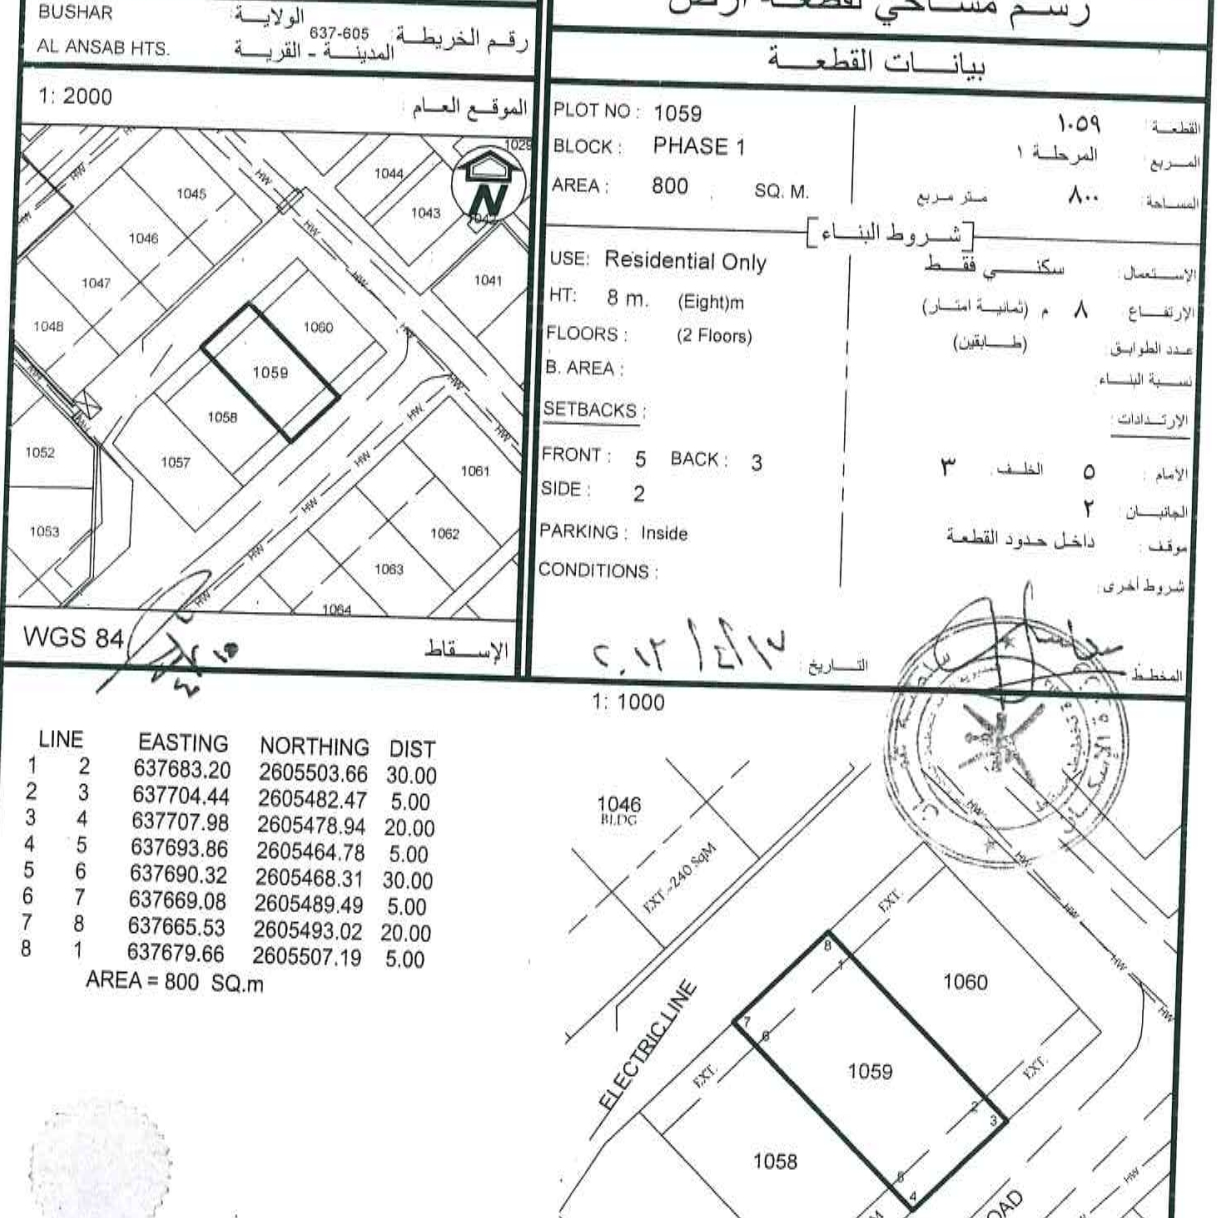 رسم مساحي لقطعة أرض
BUSHAR الولاية:
AL ANSAB HTS. المدينة - القرية
رقم الخريطة: 637-605
1: 2000 الموقع العام
1029
1044
1045
1043
1042
1046
N
1047
1041
1048
1060
1059
1058
1052
1057
1061
1053
1062
1063
1064
HW
WGS 84 الإسقاط
بيانات القطعة
PLOT NO : 1059 ١٠٥٩ القطعة:
BLOCK : PHASE 1 المرحلة ١ المربع:
AREA : 800 SQ. M. متر مربع ٨٠٠ المساحة:
[شروط البناء]
USE: Residential Only سكني فقط الإستعمال:
HT: 8 m. (Eight)m ٨ م (ثمانية امتار) الإرتفاع:
FLOORS : (2 Floors) (طابقين) عدد الطوابق:
B. AREA : نسبة البناء:
SETBACKS : الإرتدادات:
FRONT : 5 BACK : 3 الأمام: ٥ الخلف: ٣
SIDE : 2 الجانبان: ٢
PARKING : Inside موقف: داخل حدود القطعة
CONDITIONS : شروط أخرى:
التاريخ: ٢٠١٢/٤/١٧
المخطط:
LINE EASTING NORTHING DIST
1 2 637683.20 2605503.66 30.00
2 3 637704.44 2605482.47 5.00
3 4 637707.98 2605478.94 20.00
4 5 637693.86 2605464.78 5.00
5 6 637690.32 2605468.31 30.00
6 7 637669.08 2605489.49 5.00
7 8 637665.53 2605493.02 20.00
8 1 637679.66 2605507.19 5.00
AREA = 800 SQ.m
1: 1000
1046
BLDG
EXT.=240 SqM
EXT.
8
1
1060
7
6
ELECTRIC LINE
1059
EXT.
EXT.
2
3
1058
5
4
HW